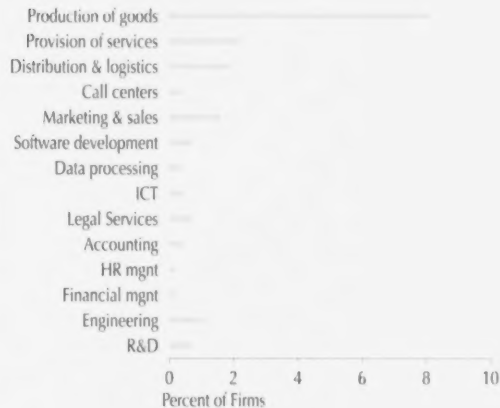 Production of goods
Provision of services
Distribution & logistics
Call centers
Marketing & sales
Software development
Data processing
ICT
Legal Services
Accounting
HR mgnt
Financial mgnt
Engineering
R&D
0 2 4 6 8 10
Percent of Firms